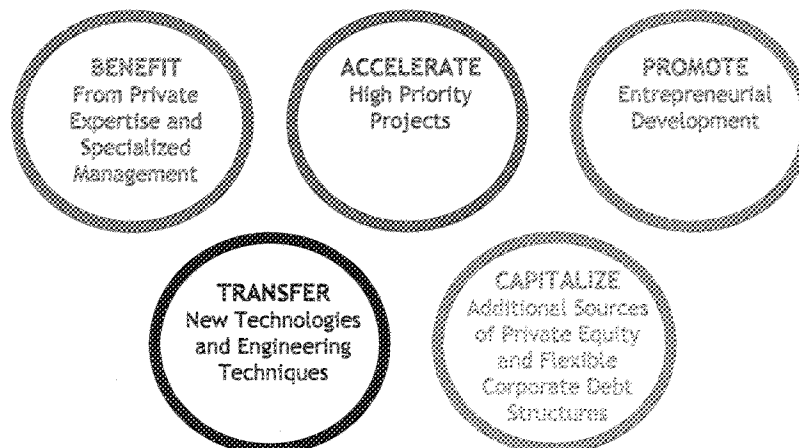 BENEFIT
From Private
Expertise and
Specialized
Management
ACCELERATE
High Priority
Projects
PROMOTE
Entrepreneurial
Development
TRANSFER
New Technologies
and Engineering
Techniques
CAPITALIZE
Additional Sources
of Private Equity
and Flexible
Corporate Debt
Structures